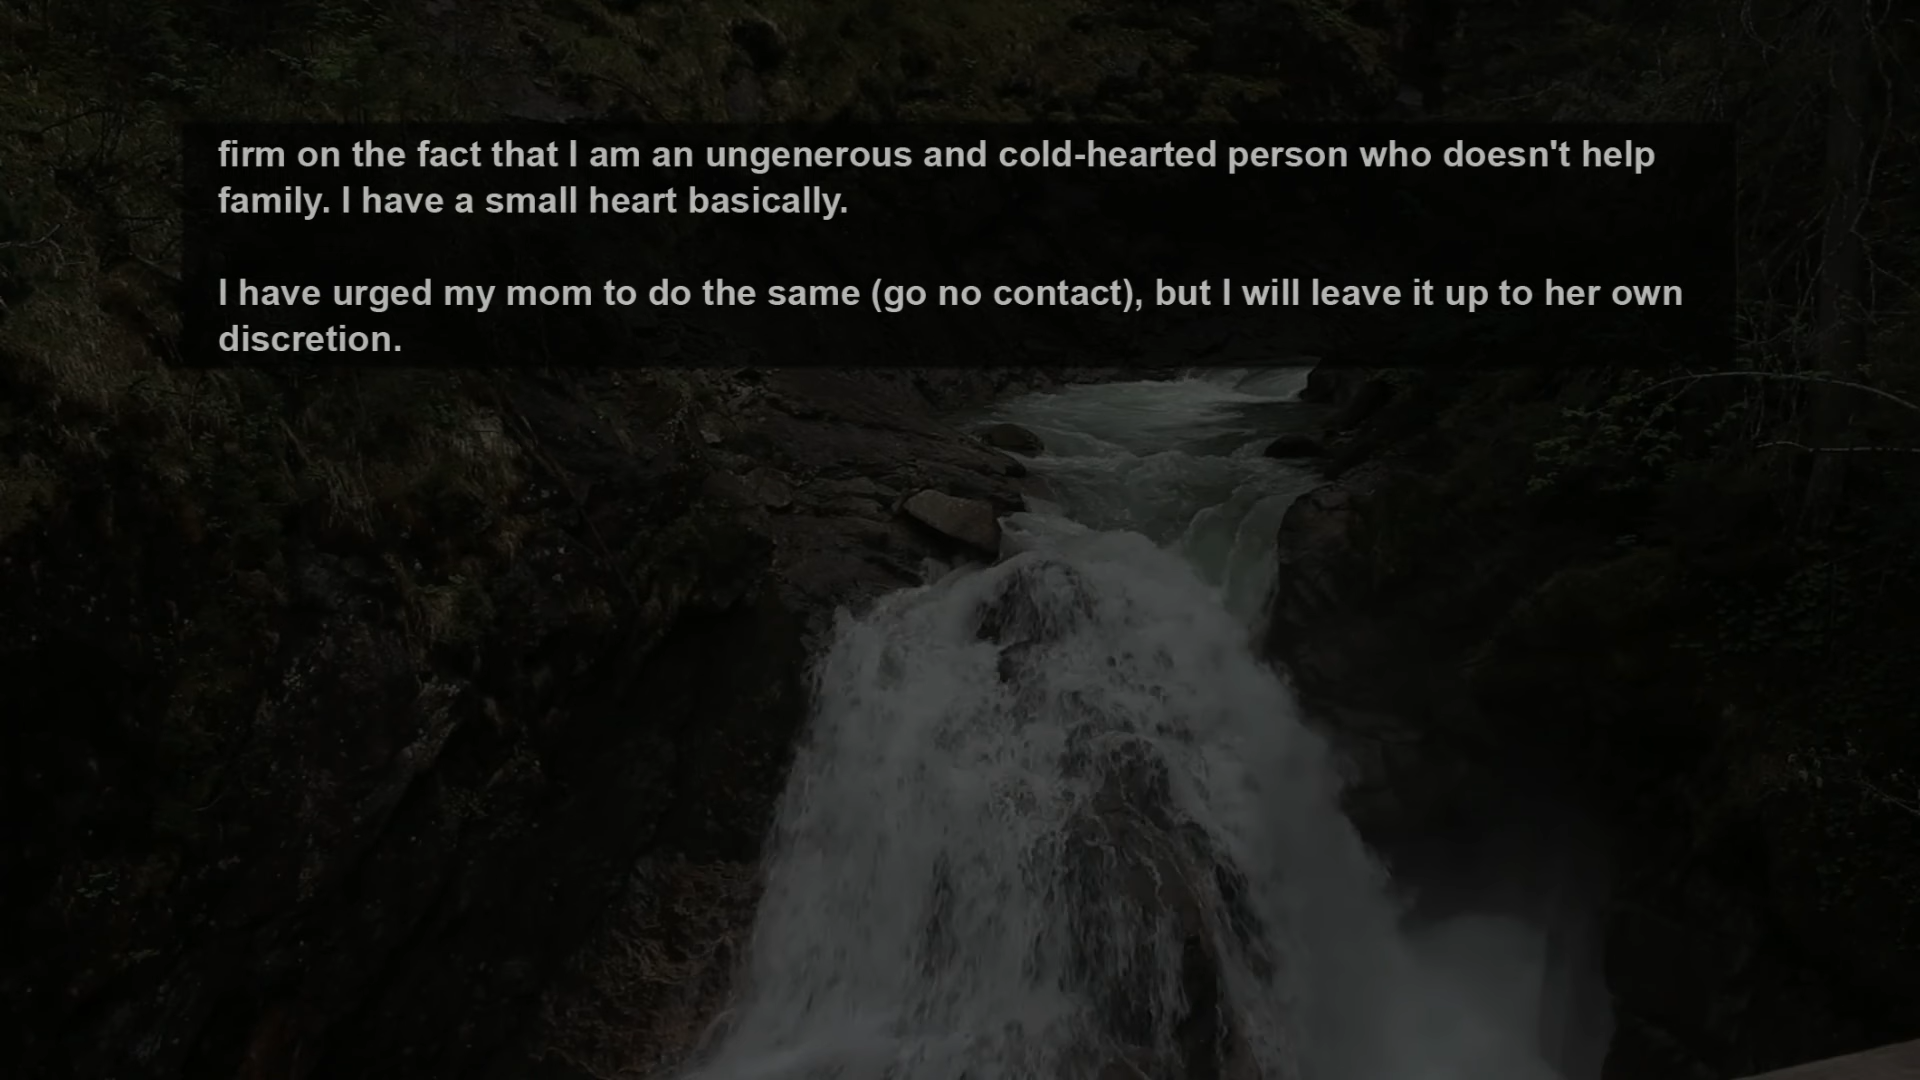 firm on the fact that I am an ungenerous and cold-hearted person who doesn't help
family. I have a small heart basically.
I have urged my mom to do the same (go no contact), but I will leave it up to her own
discretion.